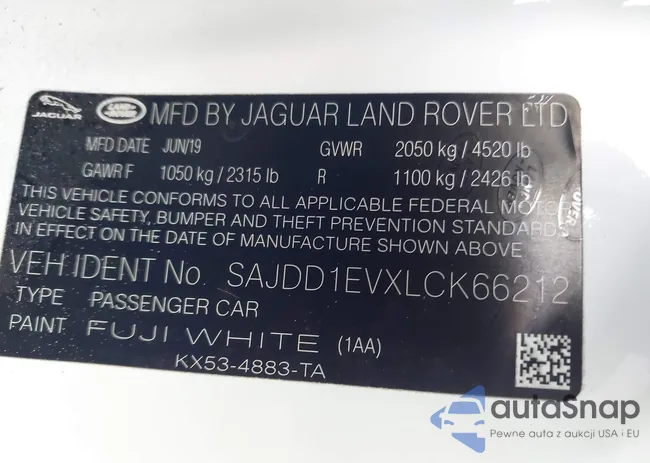 JAGUAR LAND ROVER MFD BY JAGUAR LAND ROVER LTD
MFD DATE JUN/19 GVWR 2050 kg / 4520 lb
GAWR F 1050 kg / 2315 lb R 1100 kg / 2426 lb
THIS VEHICLE CONFORMS TO ALL APPLICABLE FEDERAL MOTOR
VEHICLE SAFETY, BUMPER AND THEFT PREVENTION STANDARDS
IN EFFECT ON THE DATE OF MANUFACTURE SHOWN ABOVE
VEH IDENT No. SAJDD1EVXLCK66212
TYPE PASSENGER CAR
PAINT FUJI WHITE (1AA)
KX53-4883-TA
autoSnap
Pewne auta z aukcji USA i EU